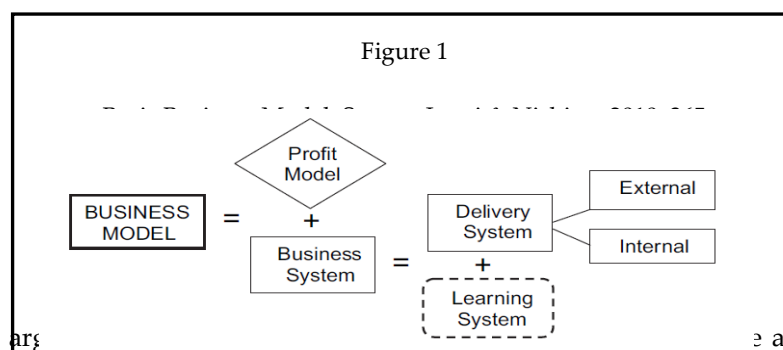 Figure 1
Profit
Model
BUSINESS
MODEL
=
+
Business
System
=
Delivery
System
+
Learning
System
External
Internal